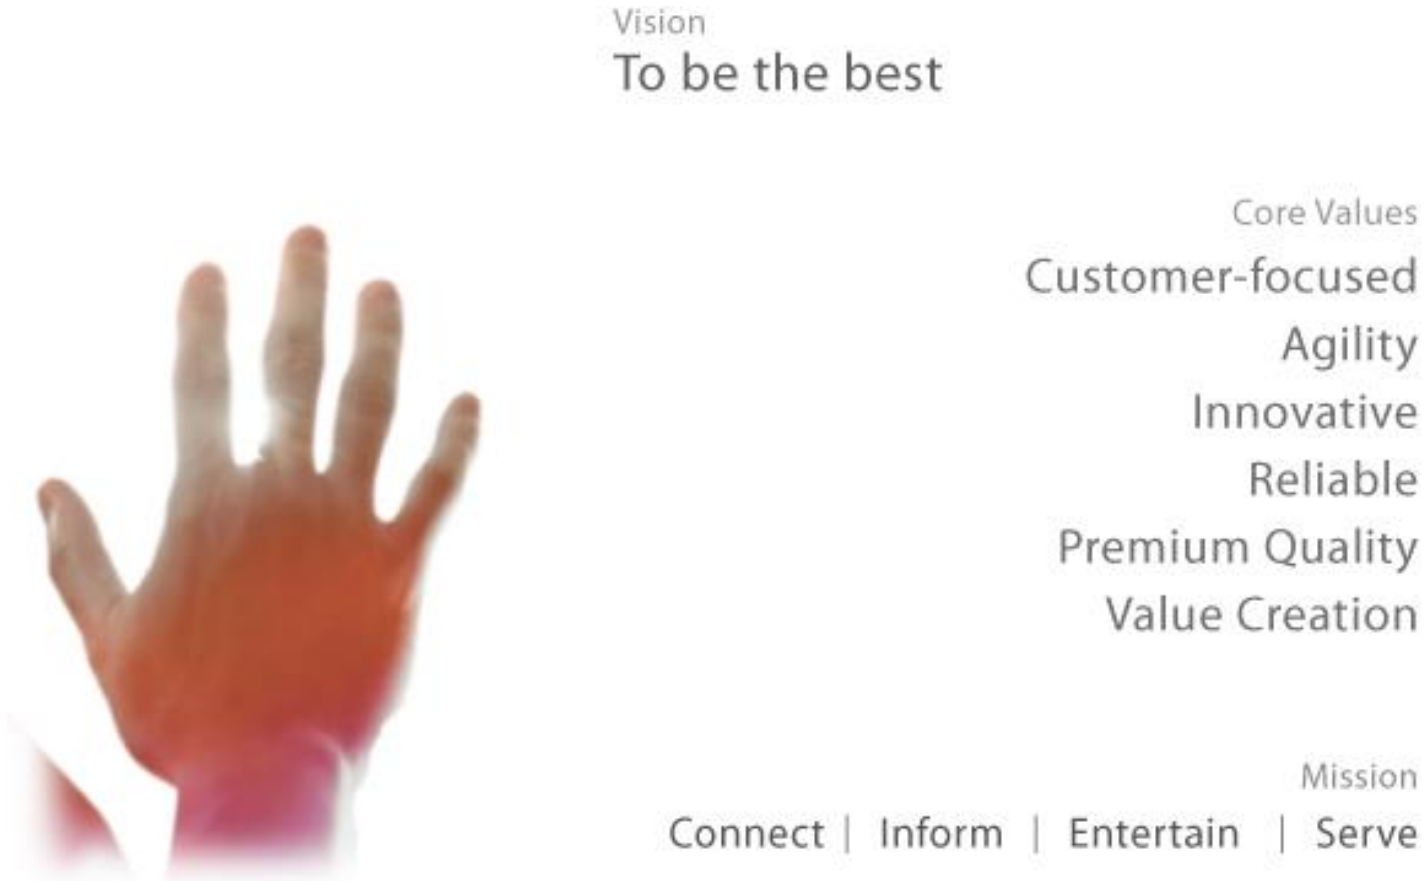 Vision
To be the best
Core Values
Customer-focused
Agility
Innovative
Reliable
Premium Quality
Value Creation
Mission
Connect | Inform | Entertain | Serve